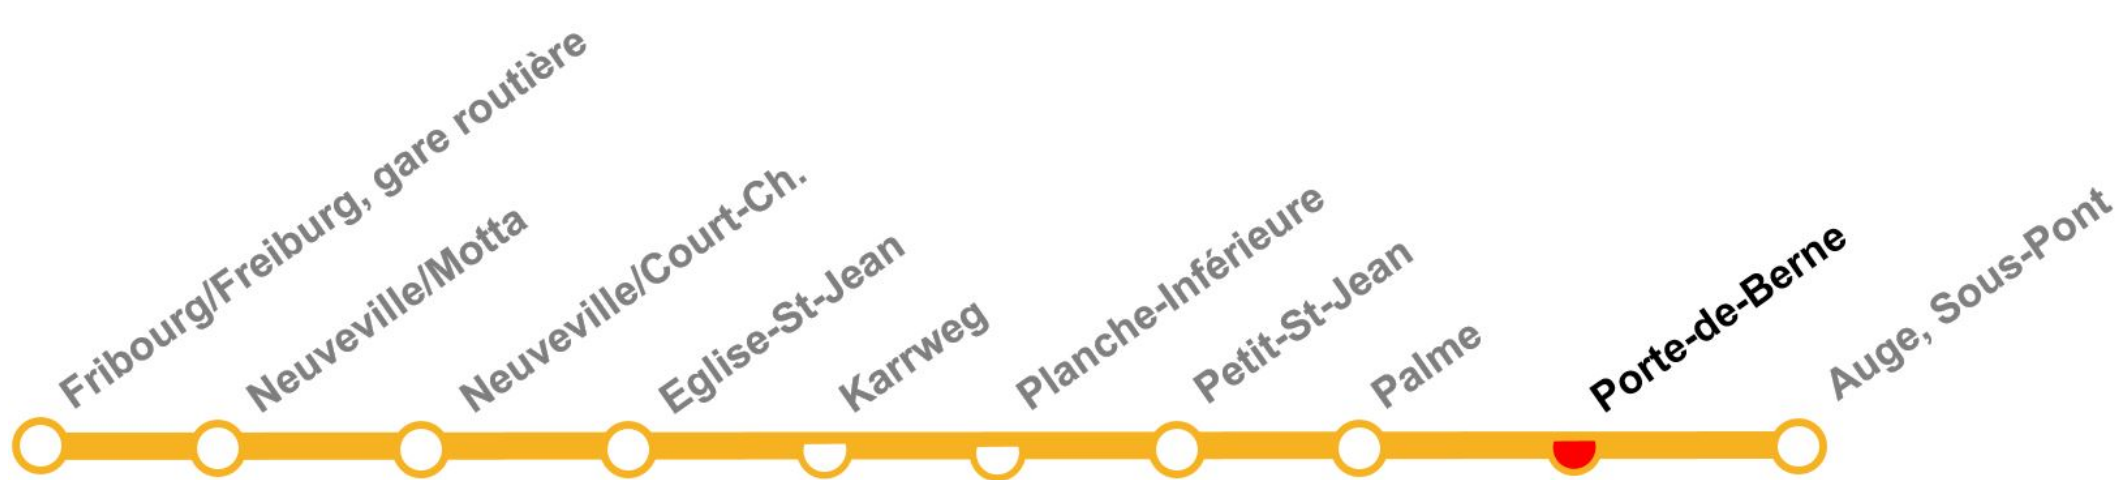 Fribourg/Freiburg, gare routière
Neuveville/Motta
Neuveville/Court-Ch.
Eglise-St-Jean
Karrweg
Planche-Inférieure
Petit-St-Jean
Palme
Porte-de-Berne
Auge, Sous-Pont